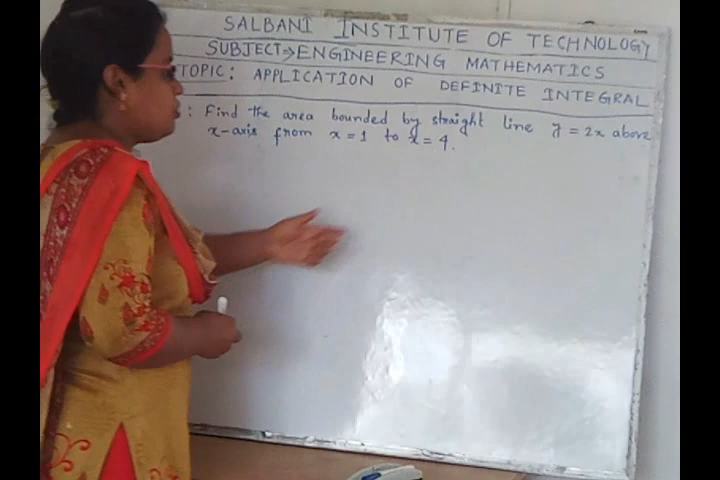 SALBANI INSTITUTE OF TECHNOLOGY
SUBJECT⇒ENGINEERING MATHEMATICS
TOPIC: APPLICATION OF DEFINITE INTEGRAL
: Find the area bounded by straight line y = 2x above
x-axis from x = 1 to x = 4.